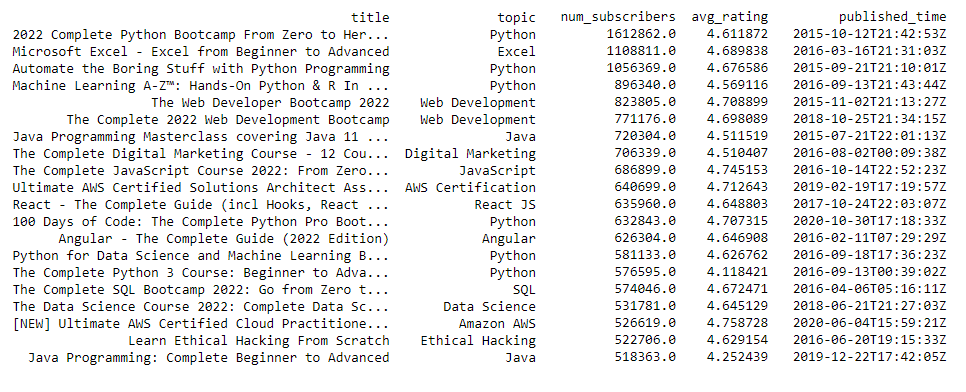 title topic num_subscribers avg_rating published_time
2022 Complete Python Bootcamp From Zero to Her... Python 1612862.0 4.611872 2015-10-12T21:42:53Z
Microsoft Excel - Excel from Beginner to Advanced Excel 1108811.0 4.689838 2016-03-16T21:31:03Z
Automate the Boring Stuff with Python Programming Python 1056369.0 4.676586 2015-09-21T21:10:01Z
Machine Learning A-Z™: Hands-On Python & R In ... Python 896340.0 4.569116 2016-09-13T21:43:44Z
The Web Developer Bootcamp 2022 Web Development 823805.0 4.708899 2015-11-02T21:13:27Z
The Complete 2022 Web Development Bootcamp Web Development 771176.0 4.698089 2018-10-25T21:34:15Z
Java Programming Masterclass covering Java 11 ... Java 720304.0 4.511519 2015-07-21T22:01:13Z
The Complete Digital Marketing Course - 12 Cou... Digital Marketing 706339.0 4.510407 2016-08-02T00:09:38Z
The Complete JavaScript Course 2022: From Zero... JavaScript 686899.0 4.745153 2016-10-14T22:52:23Z
Ultimate AWS Certified Solutions Architect Ass... AWS Certification 640699.0 4.712643 2019-02-19T17:19:57Z
React - The Complete Guide (incl Hooks, React ... React JS 635960.0 4.648803 2017-10-24T22:03:07Z
100 Days of Code: The Complete Python Pro Boot... Python 632843.0 4.707315 2020-10-30T17:18:33Z
Angular - The Complete Guide (2022 Edition) Angular 626304.0 4.646908 2016-02-11T07:29:29Z
Python for Data Science and Machine Learning B... Python 581133.0 4.626762 2016-09-18T17:36:23Z
The Complete Python 3 Course: Beginner to Adva... Python 576595.0 4.118421 2016-09-13T00:39:02Z
The Complete SQL Bootcamp 2022: Go from Zero t... SQL 574046.0 4.672471 2016-04-06T05:16:11Z
The Data Science Course 2022: Complete Data Sc... Data Science 531781.0 4.645129 2018-06-21T21:27:03Z
[NEW] Ultimate AWS Certified Cloud Practitione... Amazon AWS 526619.0 4.758728 2020-06-04T15:59:21Z
Learn Ethical Hacking From Scratch Ethical Hacking 522706.0 4.629154 2016-06-20T19:15:33Z
Java Programming: Complete Beginner to Advanced Java 518363.0 4.252439 2019-12-22T17:42:05Z